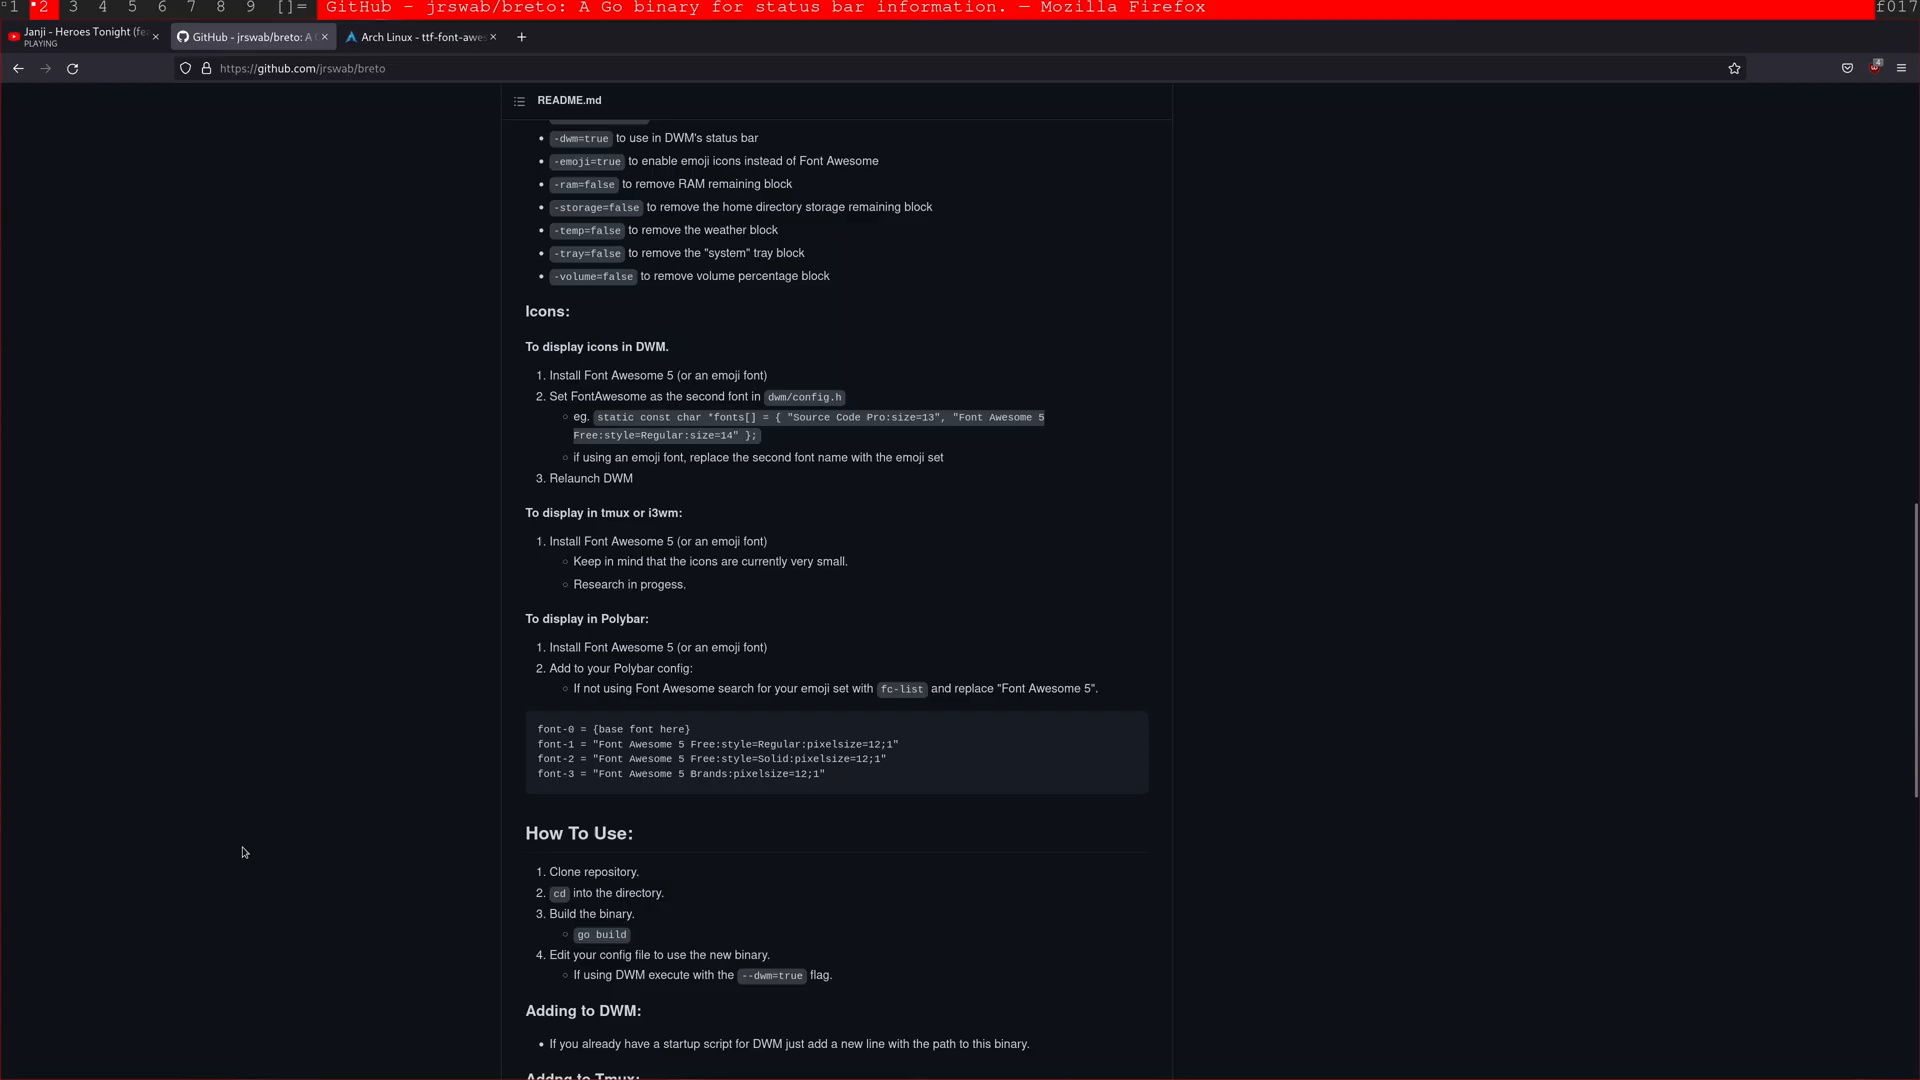 1 2 3 4 5 6 7 8 9 []= GitHub - jrswab/breto: A Go binary for status bar information. — Mozilla Firefox f017
Janji - Heroes Tonight (fe
PLAYING
GitHub - jrswab/breto: A G
Arch Linux - ttf-font-awes
https://github.com/jrswab/breto
4
README.md
-dwm=true to use in DWM's status bar
-emoji=true to enable emoji icons instead of Font Awesome
-ram=false to remove RAM remaining block
-storage=false to remove the home directory storage remaining block
-temp=false to remove the weather block
-tray=false to remove the "system" tray block
-volume=false to remove volume percentage block
Icons:
To display icons in DWM.
1. Install Font Awesome 5 (or an emoji font)
2. Set FontAwesome as the second font in dwm/config.h
eg. static const char *fonts[] = { "Source Code Pro:size=13", "Font Awesome 5
Free:style=Regular:size=14" };
if using an emoji font, replace the second font name with the emoji set
3. Relaunch DWM
To display in tmux or i3wm:
1. Install Font Awesome 5 (or an emoji font)
Keep in mind that the icons are currently very small.
Research in progess.
To display in Polybar:
1. Install Font Awesome 5 (or an emoji font)
2. Add to your Polybar config:
If not using Font Awesome search for your emoji set with fc-list and replace "Font Awesome 5".
font-0 = {base font here}
font-1 = "Font Awesome 5 Free:style=Regular:pixelsize=12;1"
font-2 = "Font Awesome 5 Free:style=Solid:pixelsize=12;1"
font-3 = "Font Awesome 5 Brands:pixelsize=12;1"
How To Use:
1. Clone repository.
2. cd into the directory.
3. Build the binary.
go build
4. Edit your config file to use the new binary.
If using DWM execute with the --dwm=true flag.
Adding to DWM:
If you already have a startup script for DWM just add a new line with the path to this binary.
Addng to Tmux: